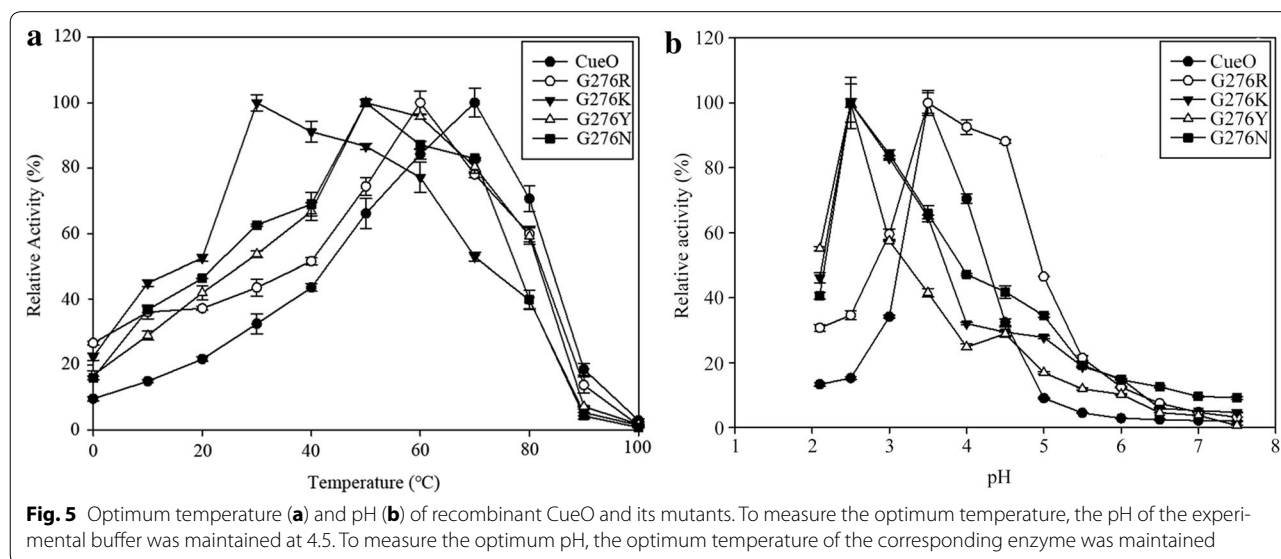 a
120
100
80
60
40
20
0
Relative Activity (%)
CueO
G276R
G276K
G276Y
G276N
0 20 40 60 80 100
Temperature (°C)
b
120
100
80
60
40
20
0
Relative activity (%)
CueO
G276R
G276K
G276Y
G276N
1 2 3 4 5 6 7 8
pH
Fig. 5 Optimum temperature (a) and pH (b) of recombinant CueO and its mutants. To measure the optimum temperature, the pH of the experi-
mental buffer was maintained at 4.5. To measure the optimum pH, the optimum temperature of the corresponding enzyme was maintained